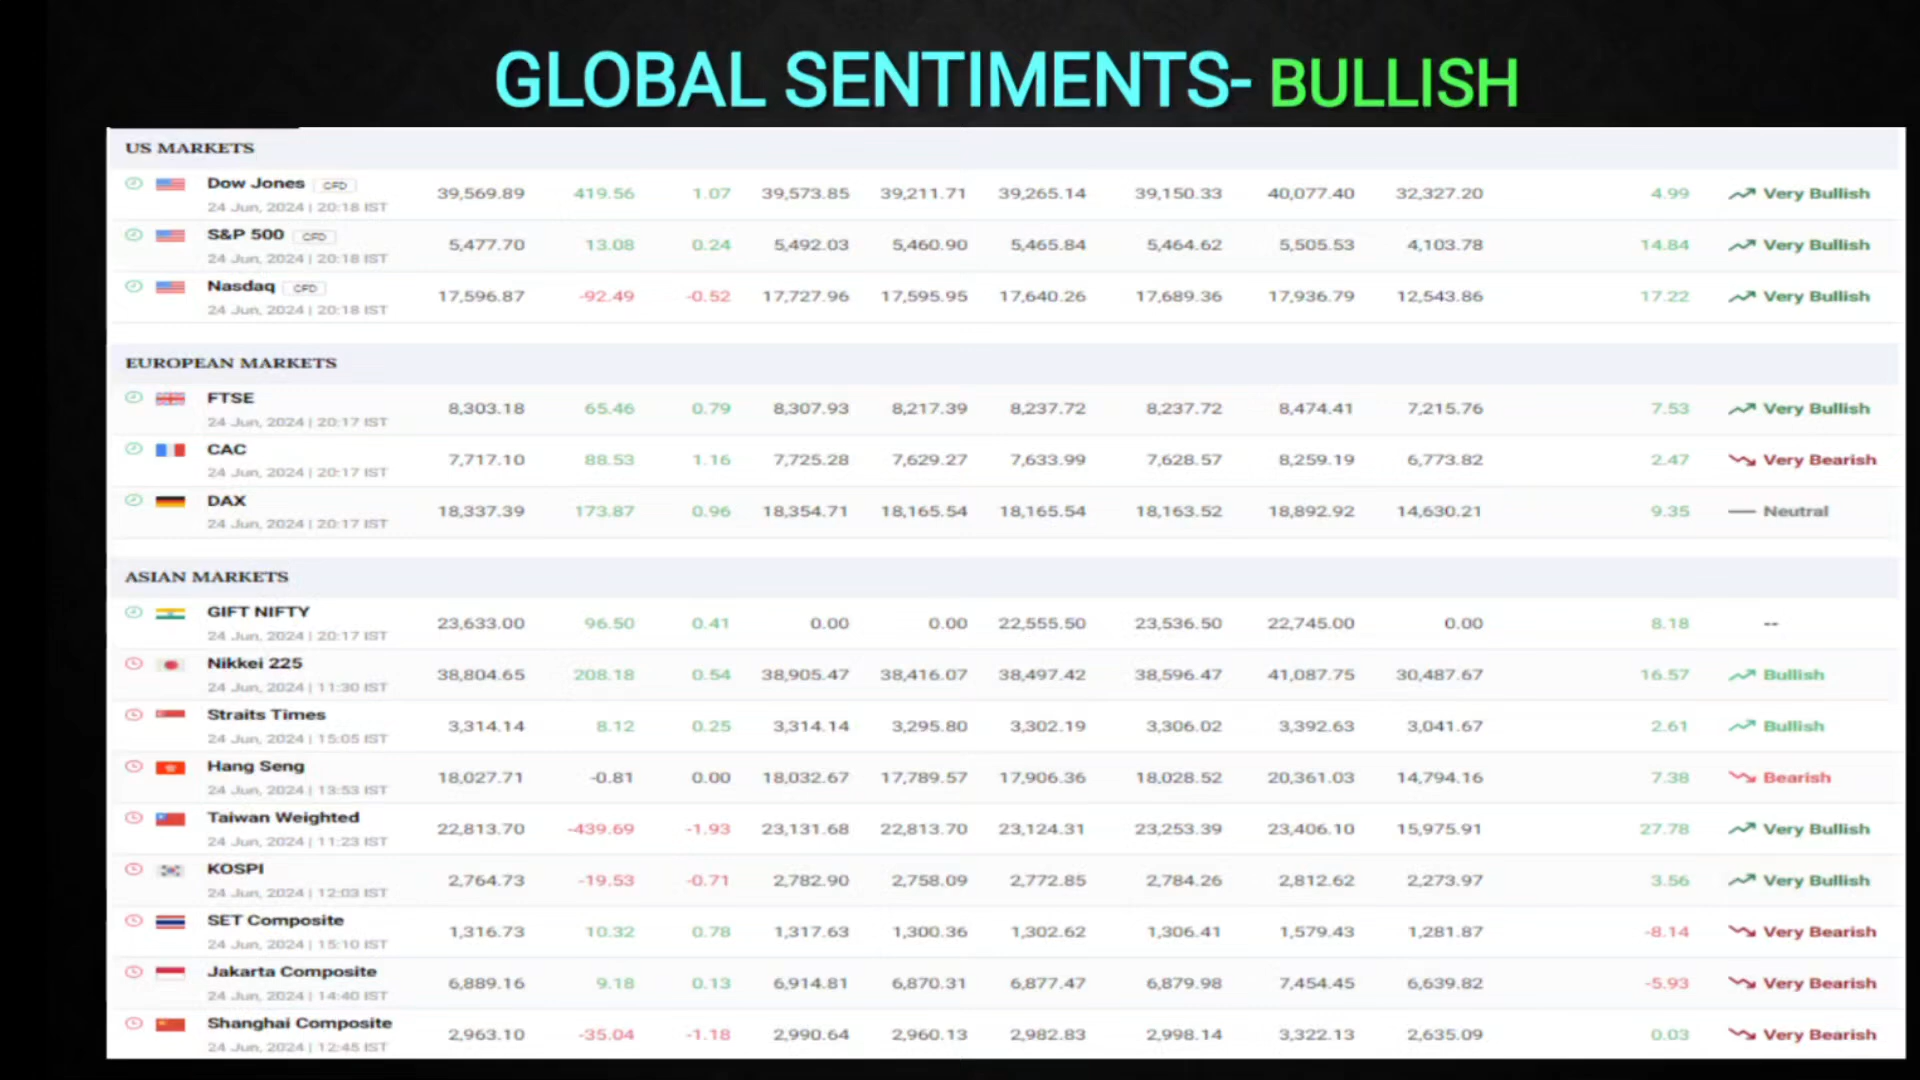 GLOBAL SENTIMENTS- BULLISH
US MARKETS
Dow Jones CFD 39,569.89 419.56 1.07 39,573.85 39,211.71 39,265.14 39,150.33 40,077.40 32,327.20 4.99 Very Bullish
24 Jun, 2024 | 20:18 IST
S&P 500 CFD 5,477.70 13.08 0.24 5,492.03 5,460.90 5,465.84 5,464.62 5,505.53 4,103.78 14.84 Very Bullish
24 Jun, 2024 | 20:18 IST
Nasdaq CFD 17,596.87 -92.49 -0.52 17,727.96 17,595.95 17,640.26 17,689.36 17,936.79 12,543.86 17.22 Very Bullish
24 Jun, 2024 | 20:18 IST
EUROPEAN MARKETS
FTSE 8,303.18 65.46 0.79 8,307.93 8,217.39 8,237.72 8,237.72 8,474.41 7,215.76 7.53 Very Bullish
24 Jun, 2024 | 20:17 IST
CAC 7,717.10 88.53 1.16 7,725.28 7,629.27 7,633.99 7,628.57 8,259.19 6,773.82 2.47 Very Bearish
24 Jun, 2024 | 20:17 IST
DAX 18,337.39 173.87 0.96 18,354.71 18,165.54 18,165.54 18,163.52 18,892.92 14,630.21 9.35 Neutral
24 Jun, 2024 | 20:17 IST
ASIAN MARKETS
GIFT NIFTY 23,633.00 96.50 0.41 0.00 0.00 22,555.50 23,536.50 22,745.00 0.00 8.18 --
24 Jun, 2024 | 20:17 IST
Nikkei 225 38,804.65 208.18 0.54 38,905.47 38,416.07 38,497.42 38,596.47 41,087.75 30,487.67 16.57 Bullish
24 Jun, 2024 | 11:30 IST
Straits Times 3,314.14 8.12 0.25 3,314.14 3,295.80 3,302.19 3,306.02 3,392.63 3,041.67 2.61 Bullish
24 Jun, 2024 | 15:05 IST
Hang Seng 18,027.71 -0.81 0.00 18,032.67 17,789.57 17,906.36 18,028.52 20,361.03 14,794.16 7.38 Bearish
24 Jun, 2024 | 13:53 IST
Taiwan Weighted 22,813.70 -439.69 -1.93 23,131.68 22,813.70 23,124.31 23,253.39 23,406.10 15,975.91 27.78 Very Bullish
24 Jun, 2024 | 11:23 IST
KOSPI 2,764.73 -19.53 -0.71 2,782.90 2,758.09 2,772.85 2,784.26 2,812.62 2,273.97 3.56 Very Bullish
24 Jun, 2024 | 12:03 IST
SET Composite 1,316.73 10.32 0.78 1,317.63 1,300.36 1,302.62 1,306.41 1,579.43 1,281.87 -8.14 Very Bearish
24 Jun, 2024 | 15:10 IST
Jakarta Composite 6,889.16 9.18 0.13 6,914.81 6,870.31 6,877.47 6,879.98 7,454.45 6,639.82 -5.93 Very Bearish
24 Jun, 2024 | 14:40 IST
Shanghai Composite 2,963.10 -35.04 -1.18 2,990.64 2,960.13 2,982.83 2,998.14 3,322.13 2,635.09 0.03 Very Bearish
24 Jun, 2024 | 12:45 IST